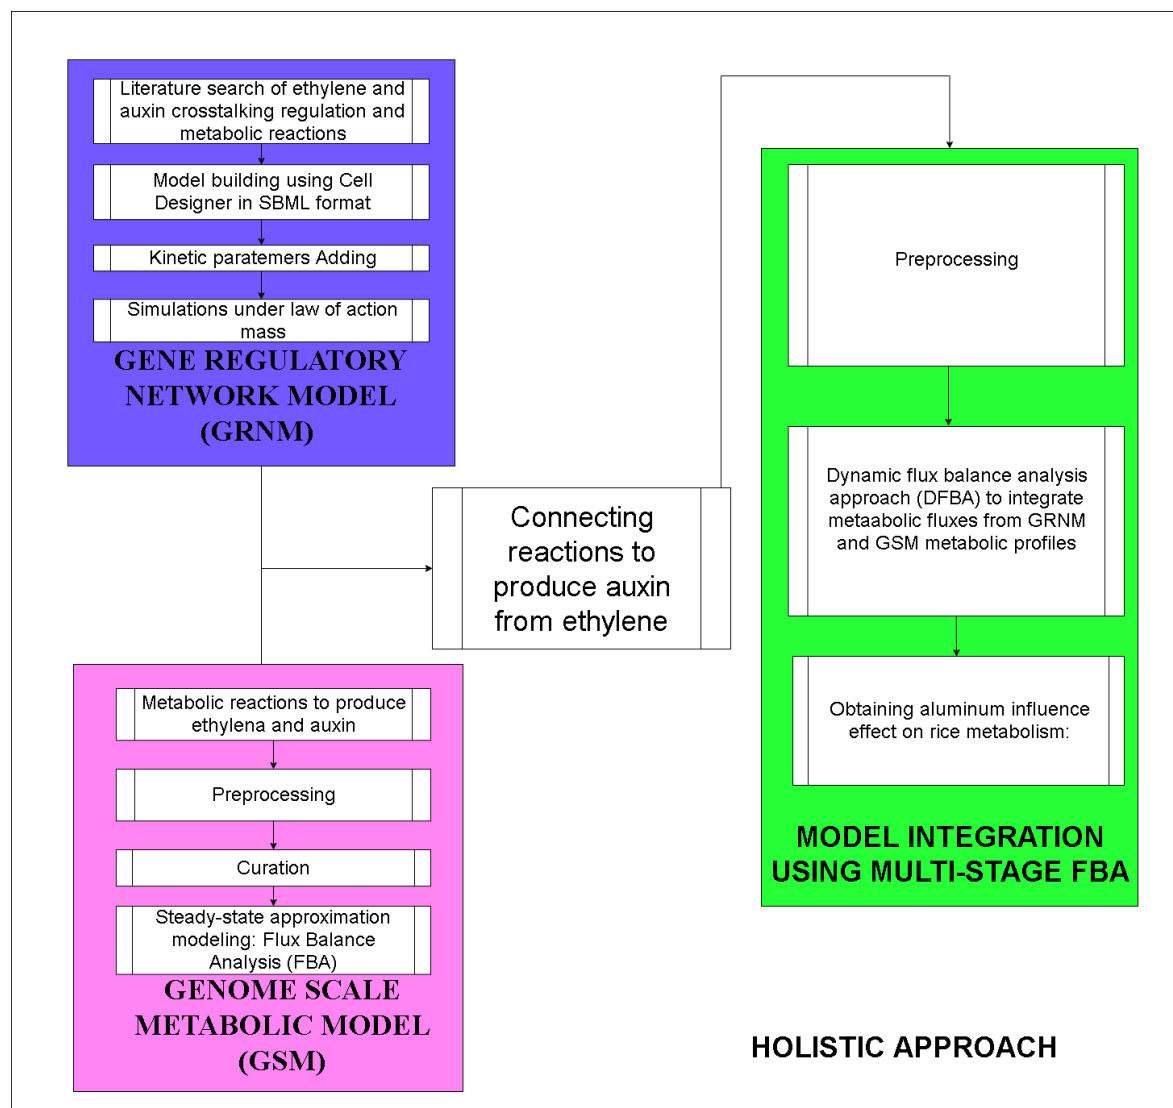 Literature search of ethylene and
auxin crosstalking regulation and
metabolic reactions
Model building using Cell
Designer in SBML format
Kinetic paratemers Adding
Simulations under law of action
mass
GENE REGULATORY
NETWORK MODEL
(GRNM)
Connecting
reactions to
produce auxin
from ethylene
Metabolic reactions to produce
ethylena and auxin
Preprocessing
Curation
Steady-state approximation
modeling: Flux Balance
Analysis (FBA)
GENOME SCALE
METABOLIC MODEL
(GSM)
Preprocessing
Dynamic flux balance analysis
approach (DFBA) to integrate
metaabolic fluxes from GRNM
and GSM metabolic profiles
Obtaining aluminum influence
effect on rice metabolism:
MODEL INTEGRATION
USING MULTI-STAGE FBA
HOLISTIC APPROACH